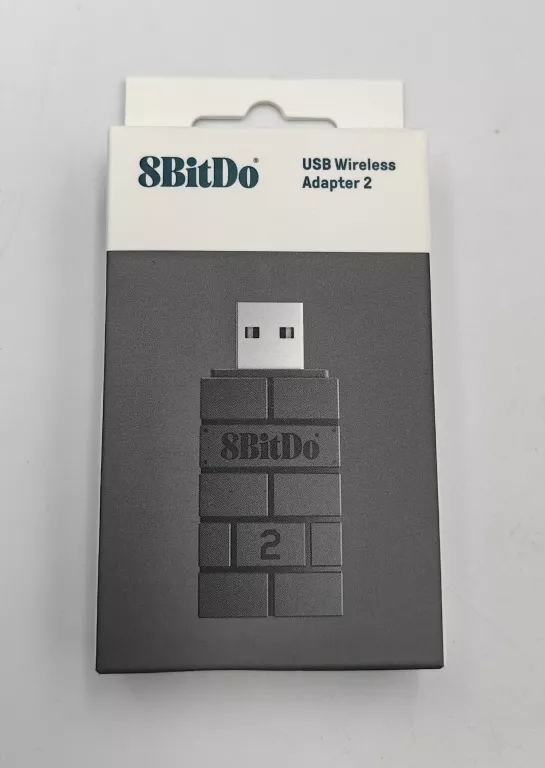 8BitDo®
USB Wireless
Adapter 2
8BitDo
2